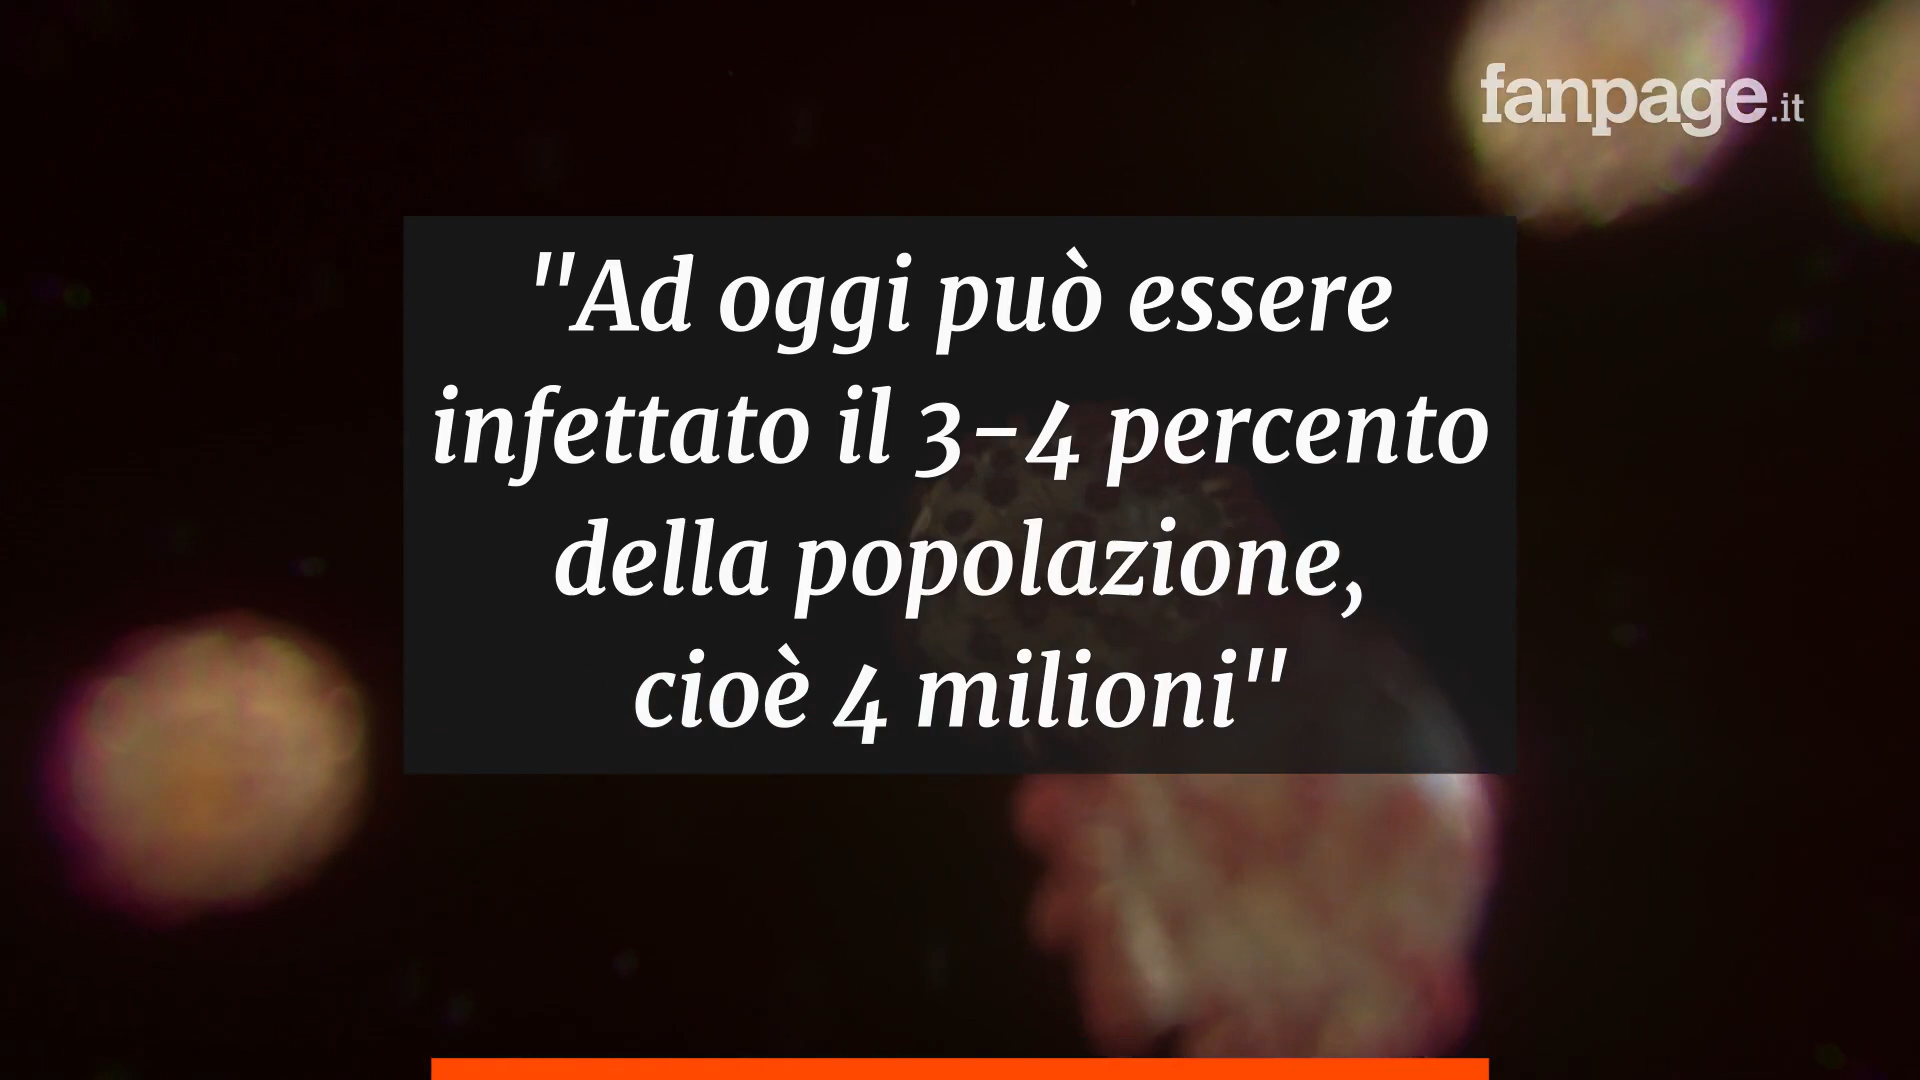 fanpage.it
"Ad oggi può essere
infettato il 3-4 percento
della popolazione,
cioè 4 milioni"